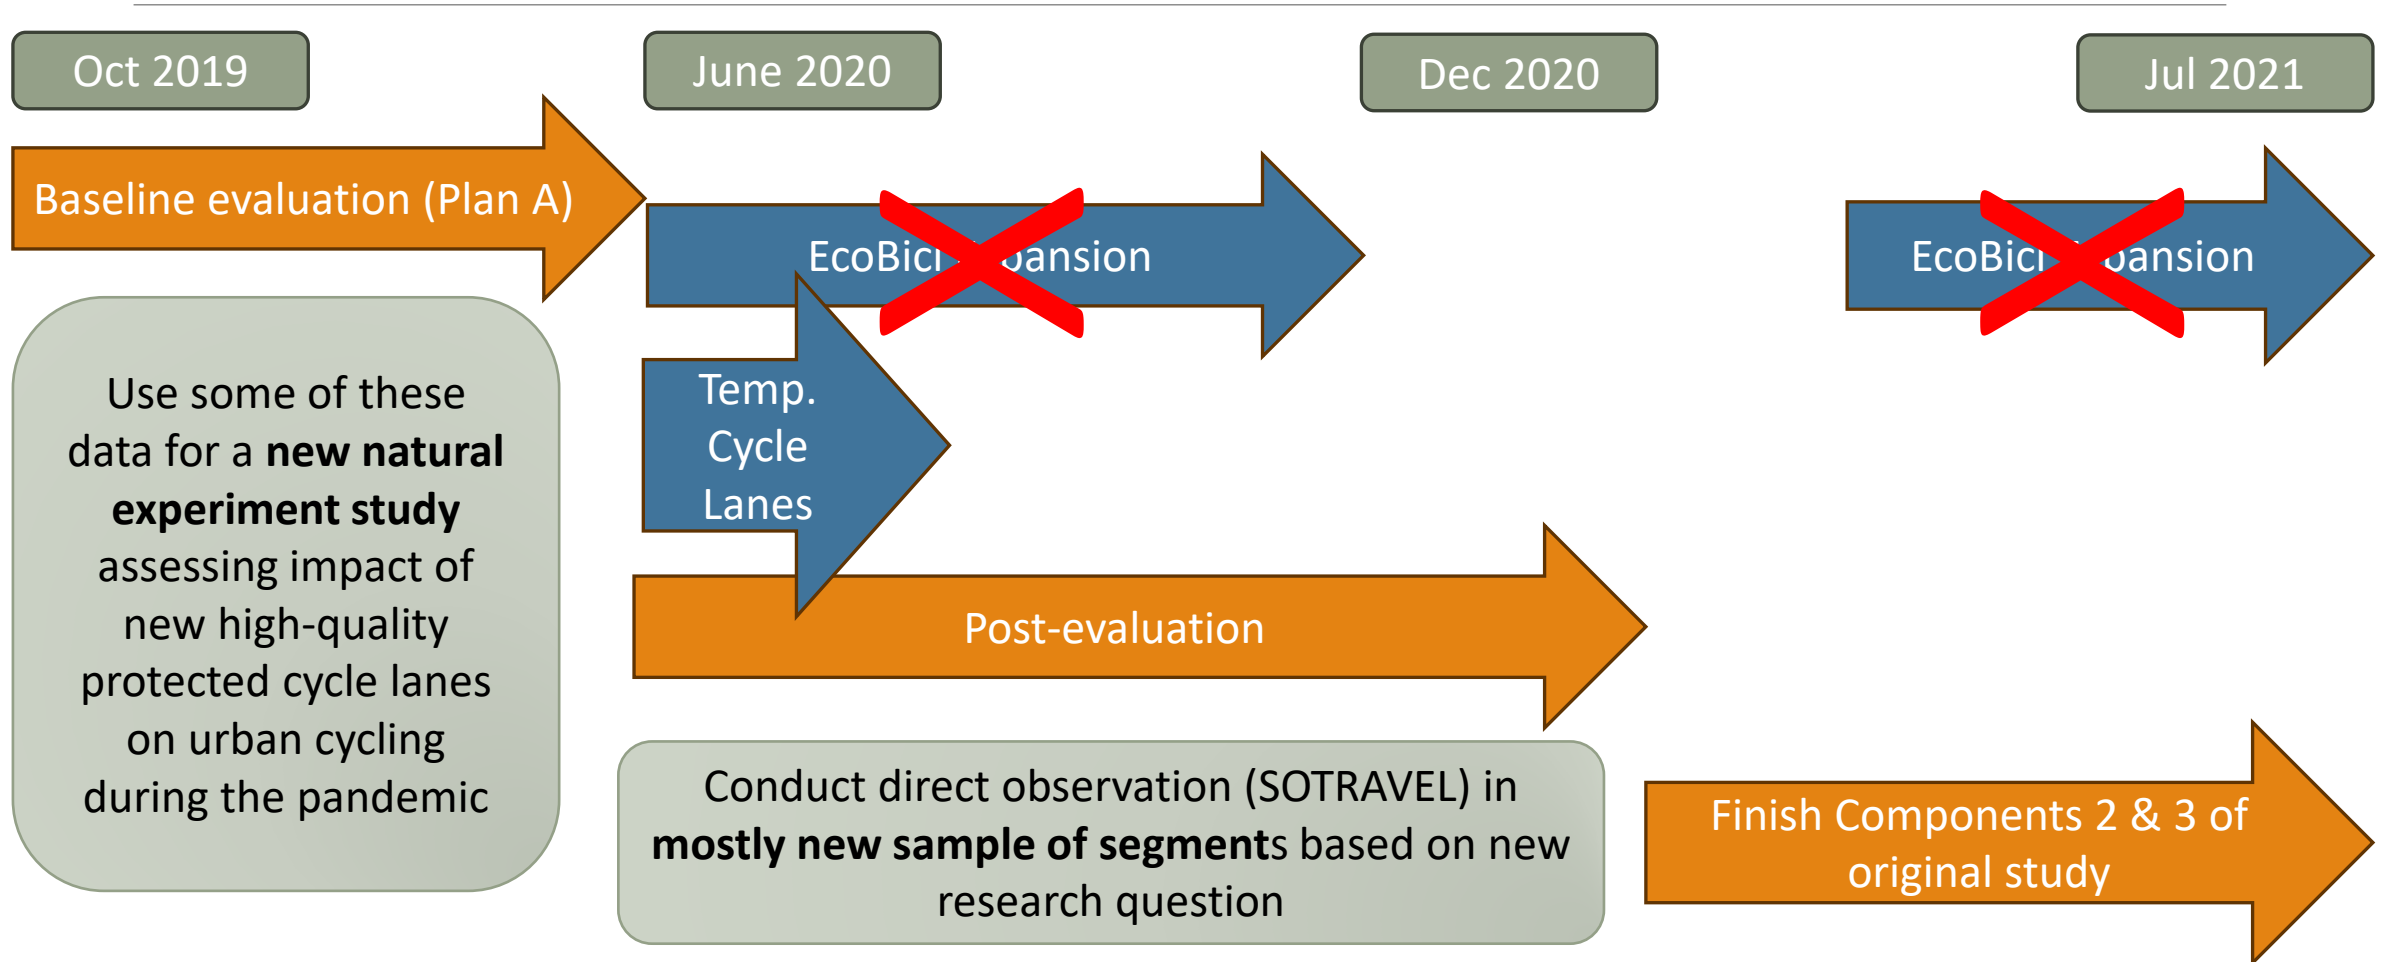 Oct 2019
June 2020
Dec 2020
Jul 2021
Baseline evaluation (Plan A)
EcoBici pansion
EcoBici pansion
Use some of these
data for a new natural
experiment study
assessing impact of
new high-quality
protected cycle lanes
on urban cycling
during the pandemic
Temp.
Cycle
Lanes
Post-evaluation
Conduct direct observation (SOTRAVEL) in
mostly new sample of segments based on new
research question
Finish Components 2 & 3 of
original study